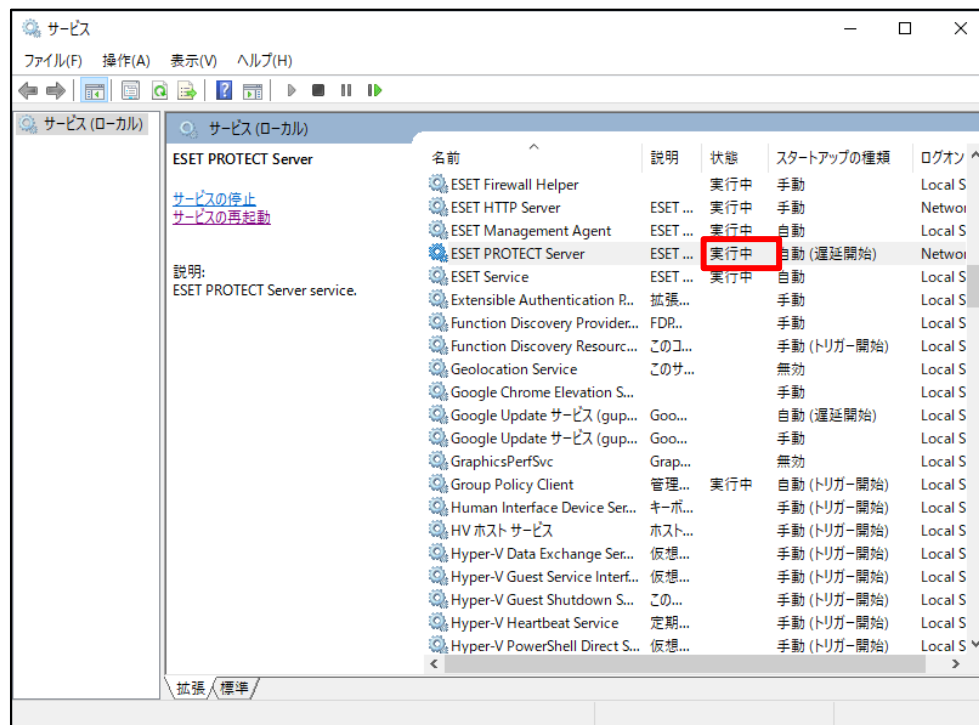 サービス
ファイル(F) 操作(A) 表示(V) ヘルプ(H)
サービス (ローカル)
サービス (ローカル)
ESET PROTECT Server
サービスの停止
サービスの再起動
説明:
ESET PROTECT Server service.
名前 説明 状態 スタートアップの種類 ログオン
ESET Firewall Helper 実行中 手動 Local S
ESET HTTP Server ESET ... 実行中 手動 Networ
ESET Management Agent ESET ... 実行中 自動 Local S
ESET PROTECT Server ESET ... 実行中 自動 (遅延開始) Networ
ESET Service ESET ... 実行中 自動 Local S
Extensible Authentication P... 拡張... 手動 Local S
Function Discovery Provider... FDP... 手動 Local S
Function Discovery Resourc... このコ... 手動 (トリガー開始) Local S
Geolocation Service このサ... 無効 Local S
Google Chrome Elevation S... 手動 Local S
Google Update サービス (gup... Goo... 自動 (遅延開始) Local S
Google Update サービス (gup... Goo... 手動 Local S
GraphicsPerfSvc Grap... 無効 Local S
Group Policy Client 管理... 実行中 自動 (トリガー開始) Local S
Human Interface Device Ser... キーボ... 手動 (トリガー開始) Local S
HV ホスト サービス ホスト... 手動 (トリガー開始) Local S
Hyper-V Data Exchange Ser... 仮想... 手動 (トリガー開始) Local S
Hyper-V Guest Service Interf... 仮想... 手動 (トリガー開始) Local S
Hyper-V Guest Shutdown S... この... 手動 (トリガー開始) Local S
Hyper-V Heartbeat Service 定期... 手動 (トリガー開始) Local S
Hyper-V PowerShell Direct S... 仮想... 手動 (トリガー開始) Local S
拡張 標準